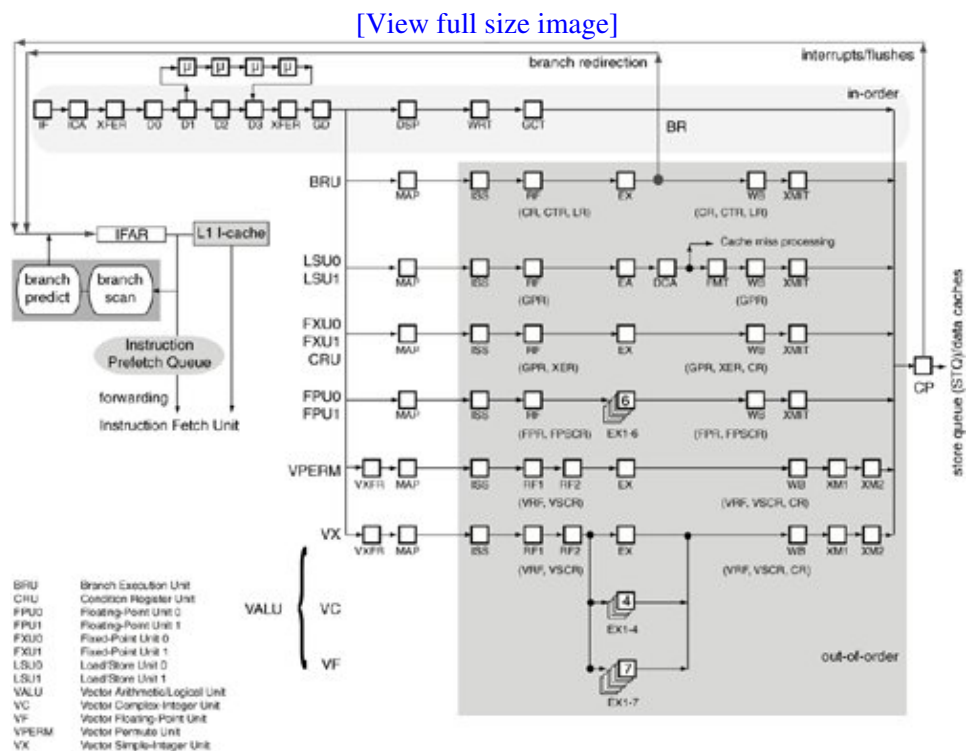 [View full size image]
interrupts/flushes
branch redirection
μ μ μ μ
in-order
IF ICA XFER D0 D1 D2 D3 XFER GD DSP WRT GCT
BR
BRU
MAP ISS RF EX WB XMIT
(CR, CTR, LR) (CR, CTR, LR)
IFAR
L1 I-cache
branch predict
branch scan
Instruction Prefetch Queue
forwarding
Instruction Fetch Unit
Cache miss processing
LSU0
LSU1
MAP ISS RF EA DCA FMT WB XMIT
(GPR) (GPR)
FXU0
FXU1
CRU
MAP ISS RF EX WB XMIT
(GPR, XER) (GPR, XER, CR)
CP
store queue (STQ)/data caches
FPU0
FPU1
6
MAP ISS RF EX1-6 WB XMIT
(FPR, FPSCR) (FPR, FPSCR)
VPERM
VXFR MAP ISS RF1 RF2 EX WB XM1 XM2
(VRF, VSCR) (VRF, VSCR, CR)
VX
VXFR MAP ISS RF1 RF2 EX WB XM1 XM2
(VRF, VSCR) (VRF, VSCR, CR)
VALU
VC
4
EX1-4
VF
7
EX1-7
out-of-order
BRU Branch Execution Unit
CRU Condition Register Unit
FPU0 Floating-Point Unit 0
FPU1 Floating-Point Unit 1
FXU0 Fixed-Point Unit 0
FXU1 Fixed-Point Unit 1
LSU0 Load/Store Unit 0
LSU1 Load/Store Unit 1
VALU Vector Arithmetic/Logical Unit
VC Vector Complex-Integer Unit
VF Vector Floating-Point Unit
VPERM Vector Permute Unit
VX Vector Simple-Integer Unit